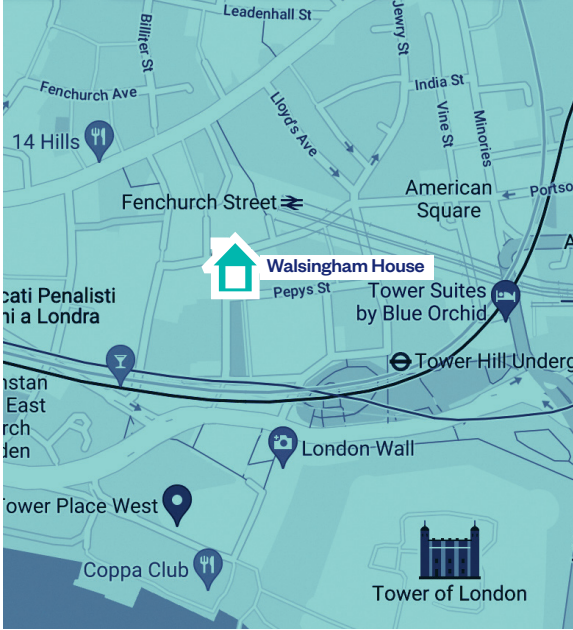 Leadenhall St
Billiter St
Jewry St
Fenchurch Ave
India St
Lloyd's Ave
Vine St
Minories
14 Hills
Fenchurch Street
American
Square
Portso
A
Walsingham House
Pepys St
cati Penalisti
ni a Londra
Tower Suites
by Blue Orchid
Tower Hill Underg
nstan
East
rch
den
London Wall
Tower Place West
Coppa Club
Tower of London